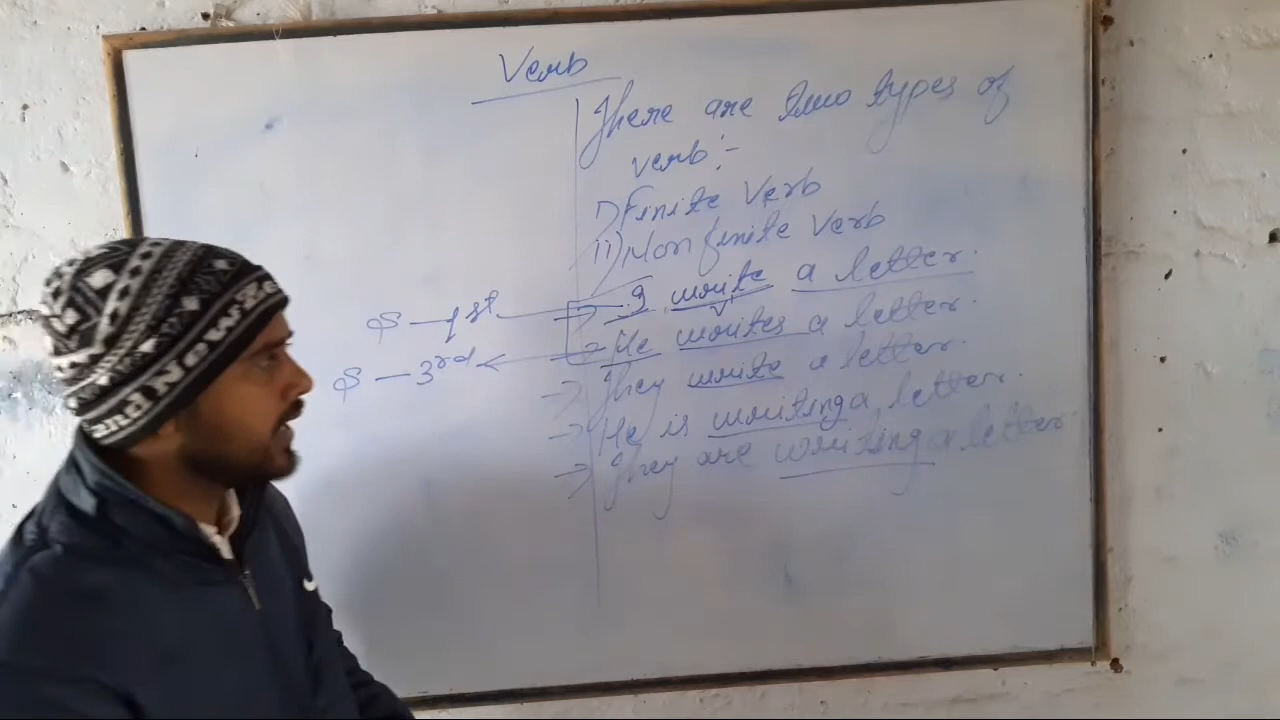 Verb
There are two types of
verb:-
i) Finite Verb
ii) Non finite Verb
S - 1st → I write a letter.
S - 3rd ← → He writes a letter.
→ They write a letter.
→ He is writing a letter.
→ They are writing a letter.